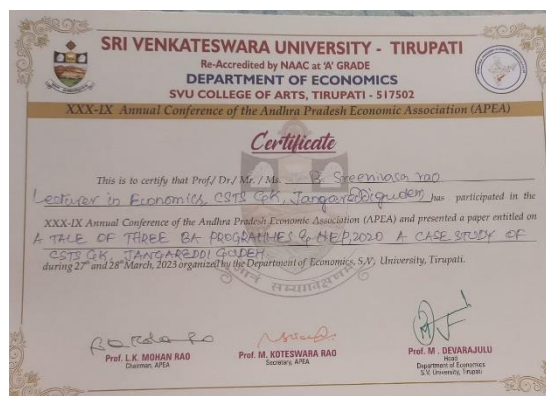 SRI VENKATESWARA UNIVERSITY - TIRUPATI
Re-Accredited by NAAC at 'A' GRADE
DEPARTMENT OF ECONOMICS
SVU COLLEGE OF ARTS, TIRUPATI - 517502
XXX-IX Annual Conference of the Andhra Pradesh Economic Association (APEA)
Certificate
This is to certify that Prof/ Dr/ Mr. / Ms. B. Sreenivasa rao
Lecturer in Economics, CSTS GDK, Jangareddigudem has participated in the
XXX-IX Annual Conference of the Andhra Pradesh Economic Association (APEA) and presented a paper entitled on
A TALE OF THREE BA PROGRAMMES & NEP, 2020 A CASE STUDY OF
CSTS GK, JANGAREDDI GUDEM
during 27th and 28th March, 2023 organized by the Department of Economics, S.V, University, Tirupati.
Prof. L.K. MOHAN RAO
Chairman, APEA
Prof. M. KOTESWARA RAO
Secretary, APEA
Prof. M . DEVARAJULU
Head
Department of Economics
S.V. University, Tirupati